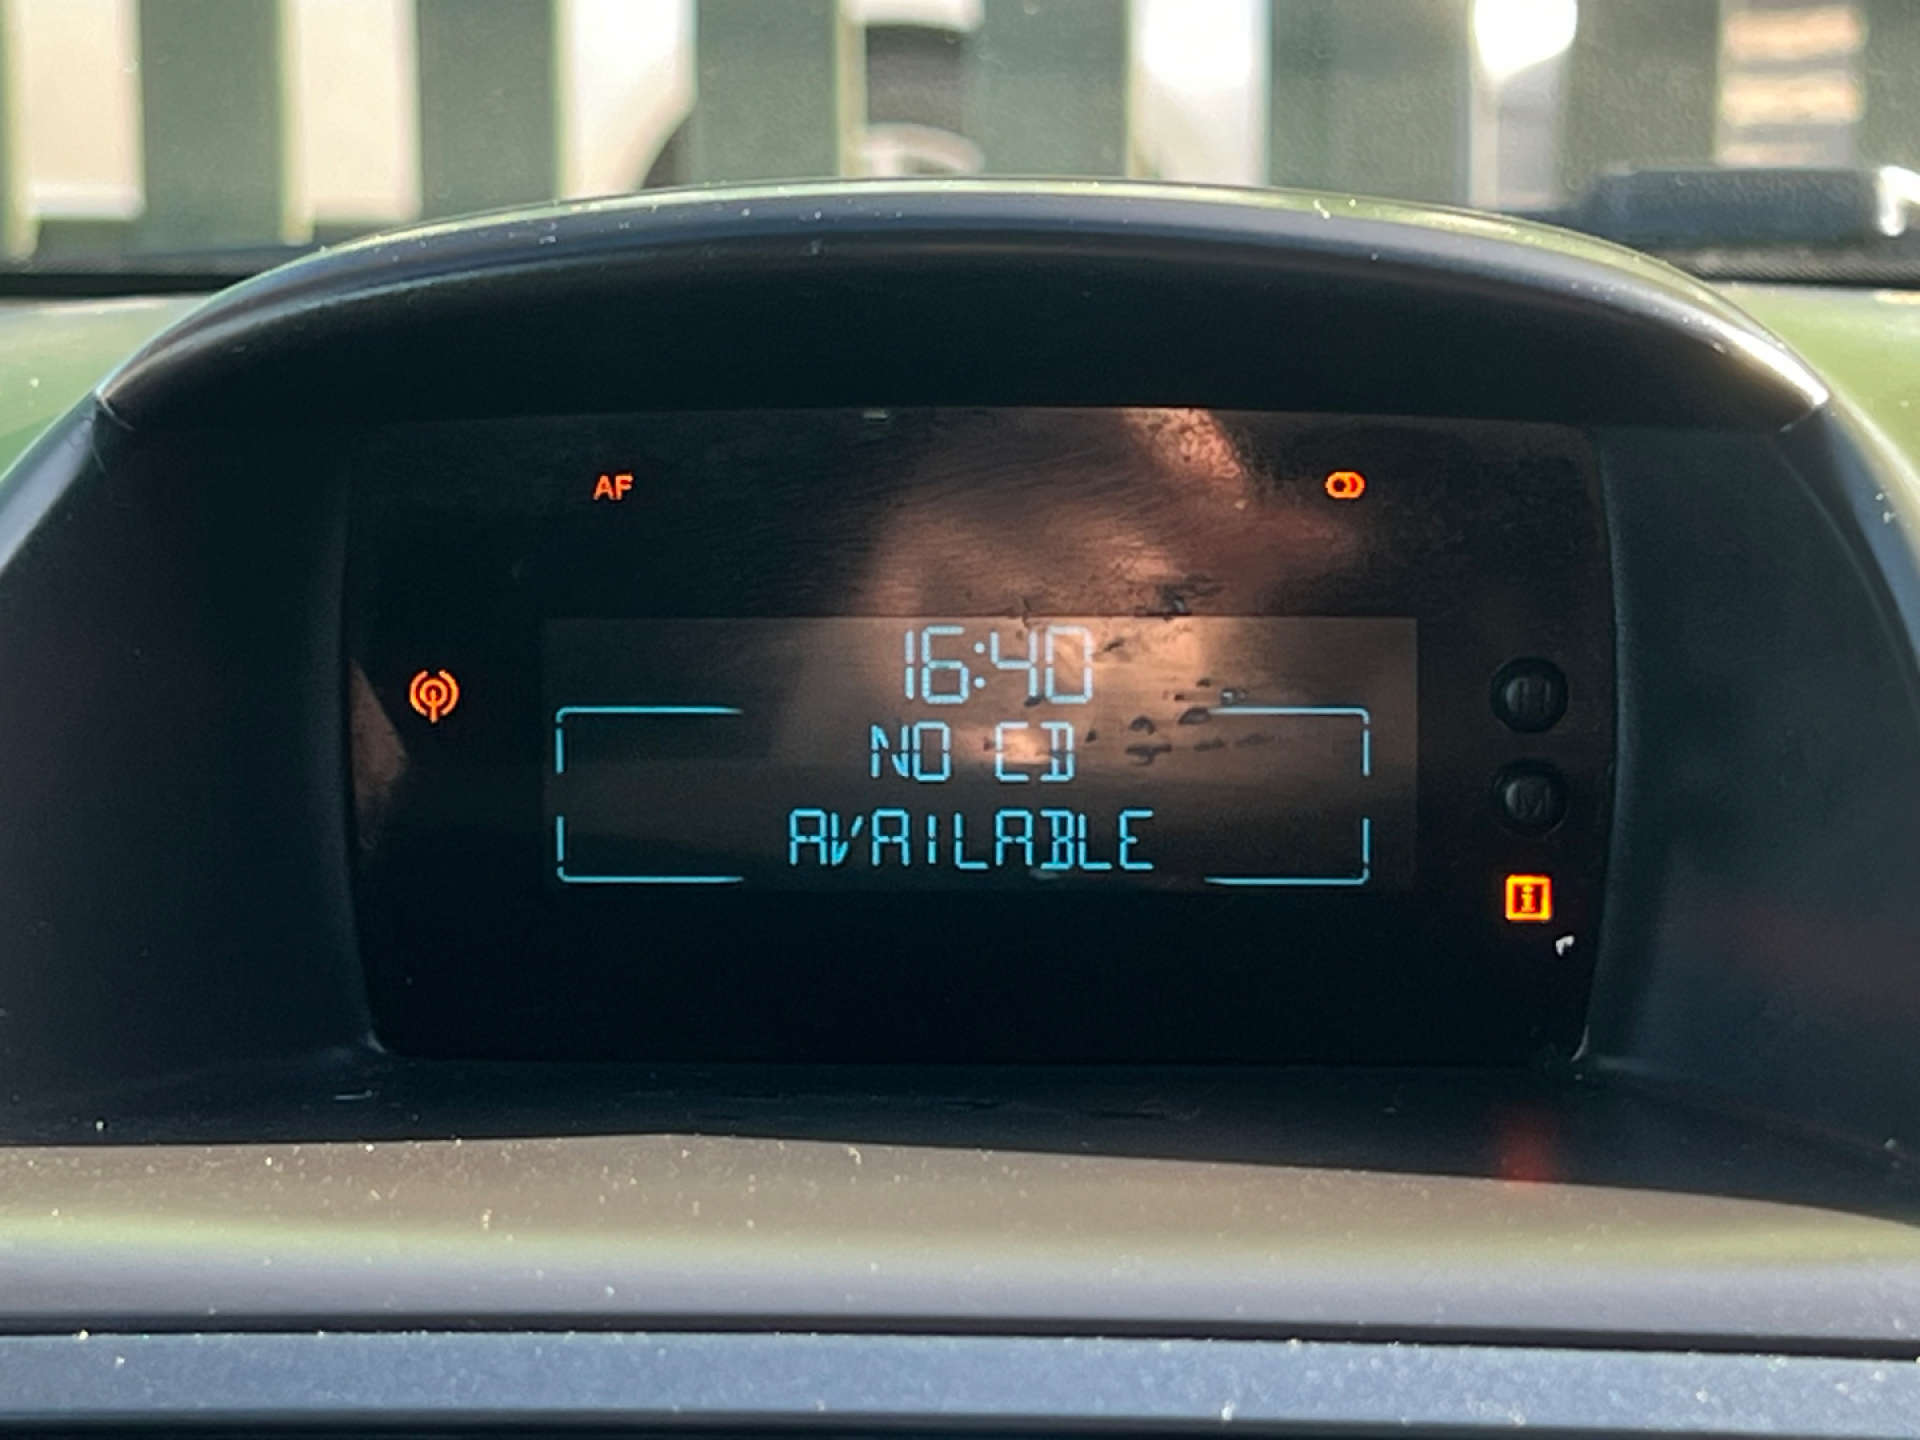 AF
16:40
NO CD
H
AVAILABLE
M
i